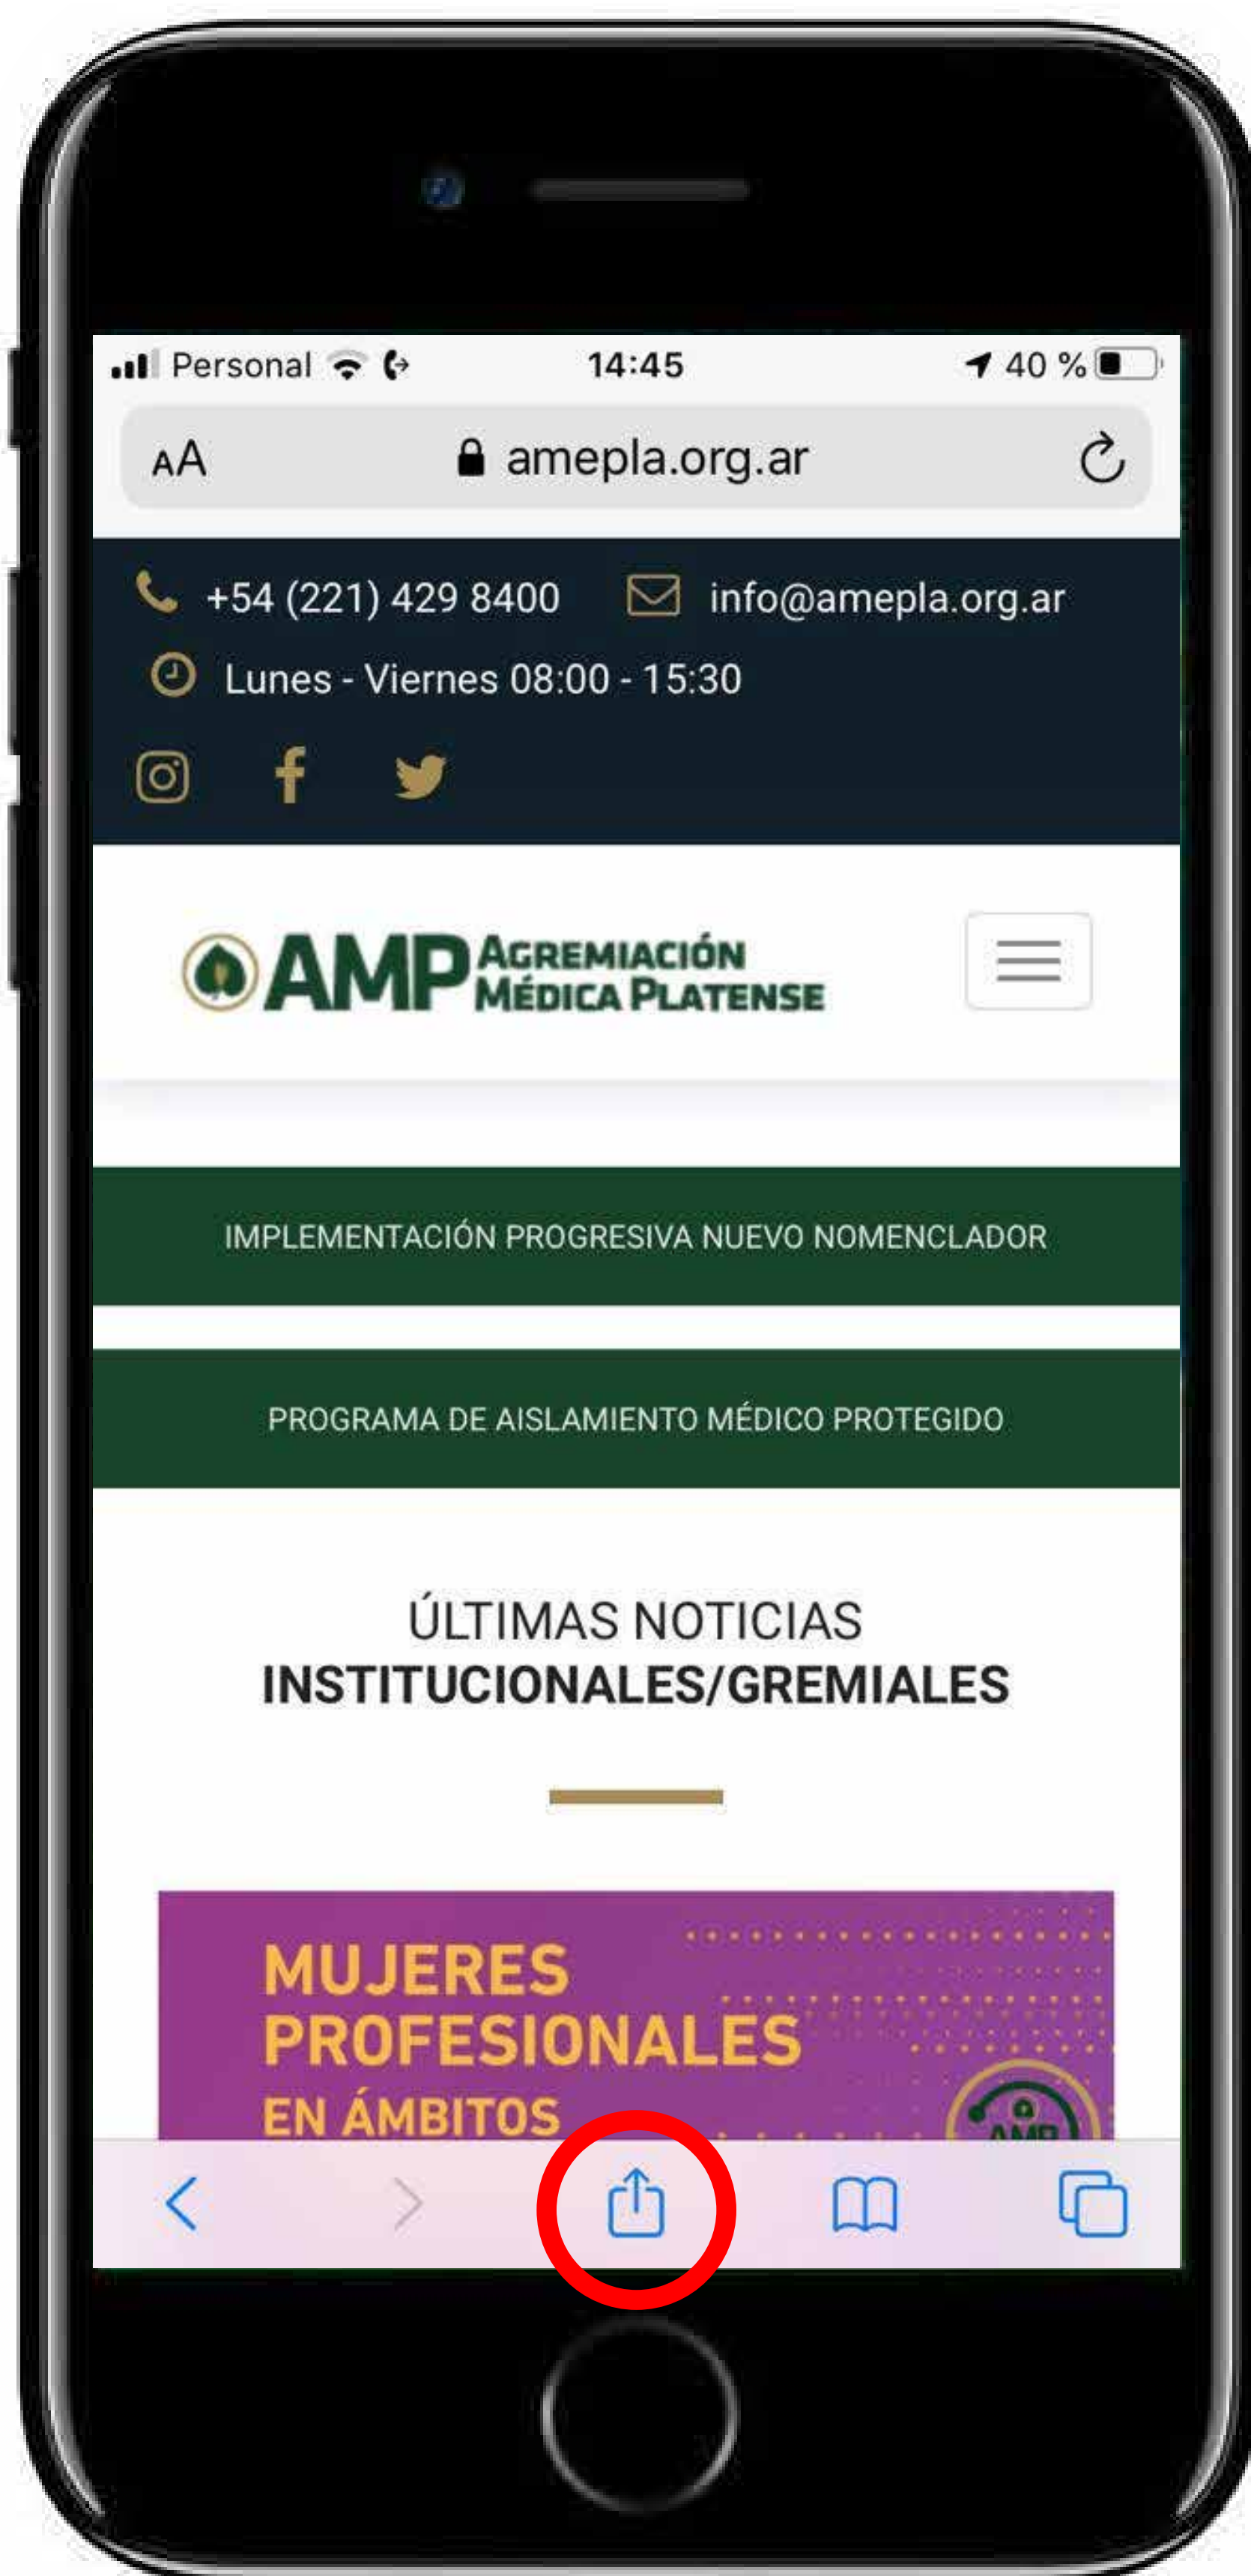 Personal 14:45 40 %
AA amepla.org.ar
+54 (221) 429 8400 info@amepla.org.ar
Lunes - Viernes 08:00 - 15:30
AMP AGREMIACIÓN
MÉDICA PLATENSE
IMPLEMENTACIÓN PROGRESIVA NUEVO NOMENCLADOR
PROGRAMA DE AISLAMIENTO MÉDICO PROTEGIDO
ÚLTIMAS NOTICIAS
INSTITUCIONALES/GREMIALES
MUJERES
PROFESIONALES
EN ÁMBITOS
AMP